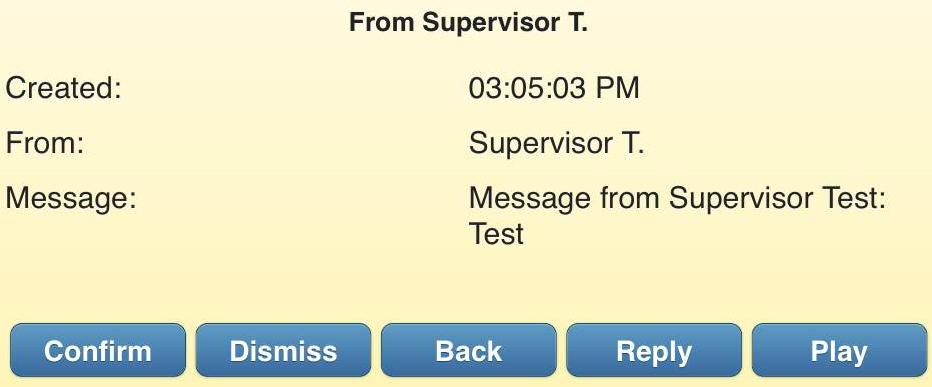 From Supervisor T.
Created: 03:05:03 PM
From: Supervisor T.
Message: Message from Supervisor Test:
Test
Confirm Dismiss Back Reply Play